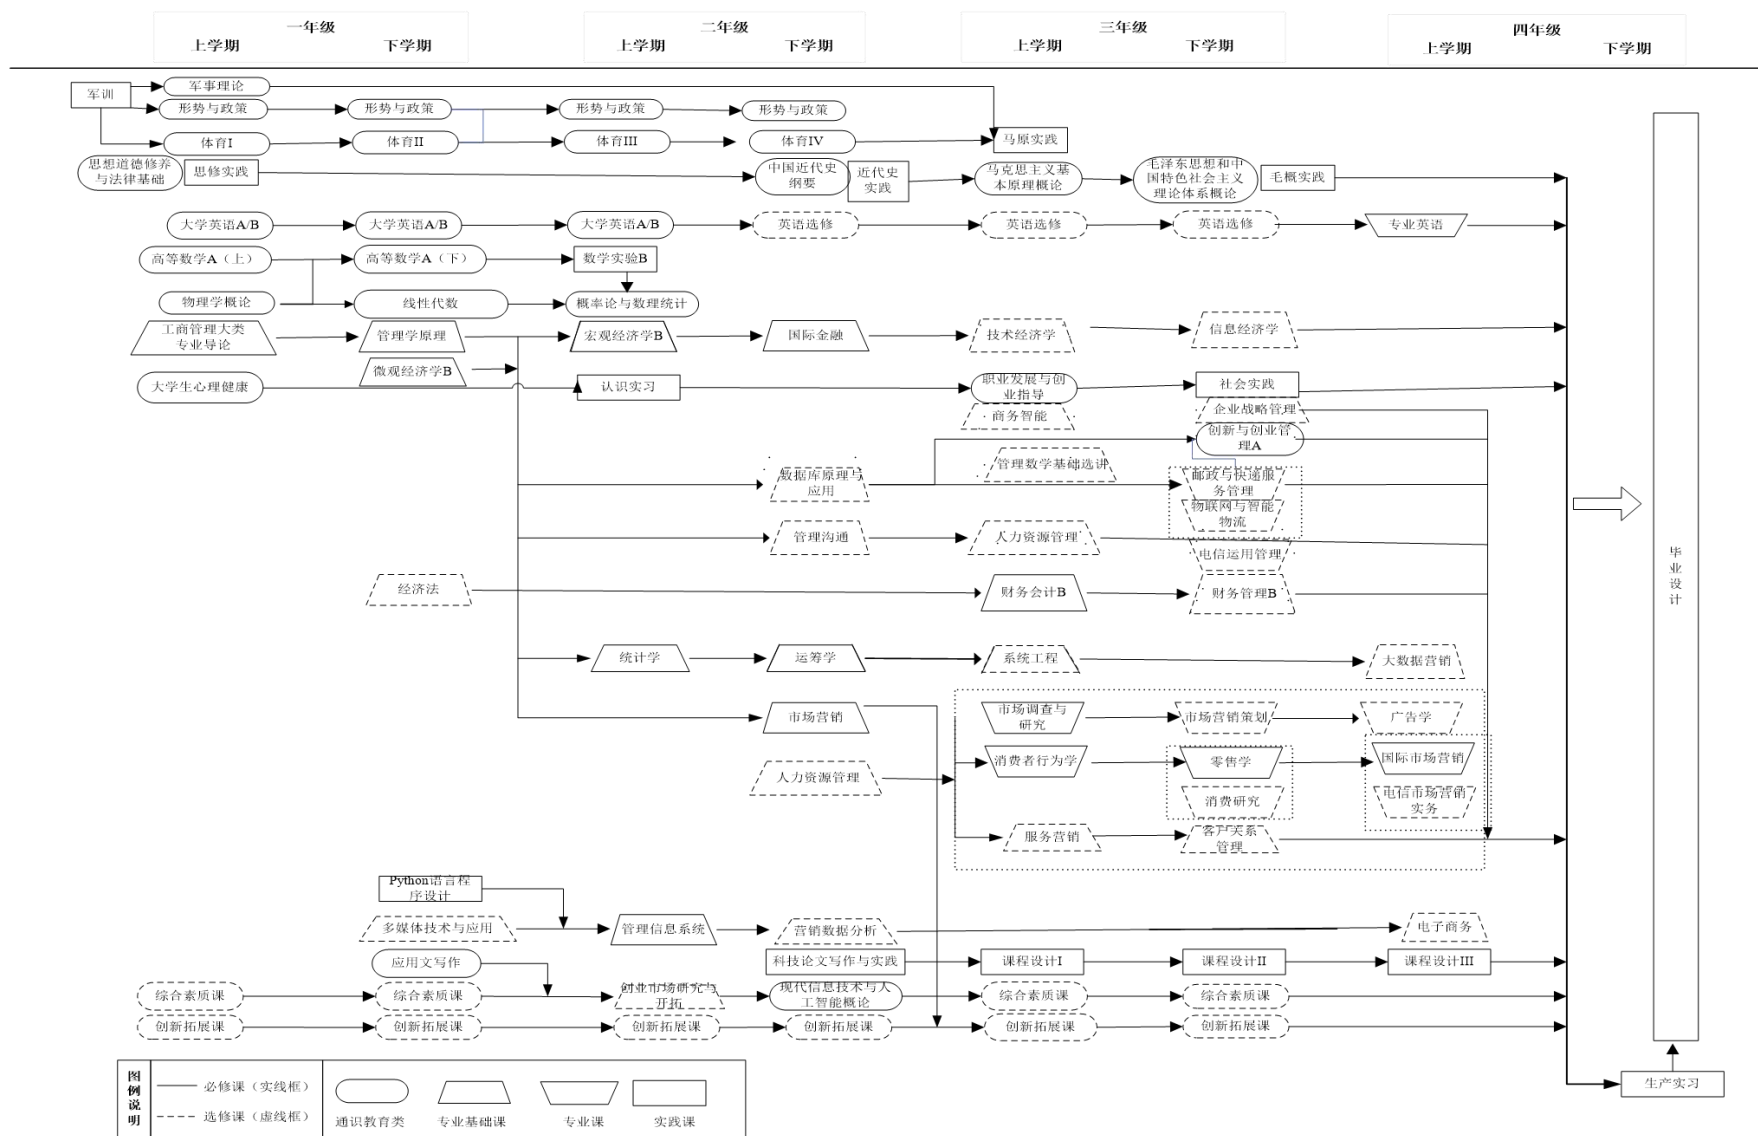 一年级
二年级
三年级
四年级
上学期
下学期
上学期
下学期
上学期
下学期
上学期
下学期
军训
军事理论
形势与政策
形势与政策
形势与政策
形势与政策
体育I
体育II
体育III
体育IV
马原实践
思想道德修养
与法律基础
思修实践
中国近代史
纲要
近代史
实践
马克思主义基
本原理概论
毛泽东思想和中
国特色社会主义
理论体系概论
毛概实践
大学英语A/B
大学英语A/B
大学英语A/B
英语选修
英语选修
英语选修
专业英语
高等数学A（上）
高等数学A（下）
数学实验B
物理学概论
线性代数
概率论与数理统计
工商管理大类
专业导论
管理学原理
宏观经济学B
国际金融
技术经济学
信息经济学
微观经济学B
大学生心理健康
认识实习
职业发展与创
业指导
社会实践
商务智能
企业战略管理
创新与创业管
理A
数据库原理与
应用
管理数学基础选讲
邮政与快递服
务管理
物联网与智能
物流
管理沟通
人力资源管理
电信运用管理
经济法
财务会计B
财务管理B
统计学
运筹学
系统工程
大数据营销
市场营销
市场调查与
研究
市场营销策划
广告学
人力资源管理
消费者行为学
零售学
国际市场营销
消费研究
电信市场营销
实务
服务营销
客户关系
管理
Python语言程
序设计
多媒体技术与应用
管理信息系统
营销数据分析
电子商务
应用文写作
科技论文写作与实践
课程设计I
课程设计II
课程设计III
综合素质课
综合素质课
创业市场研究与
开拓
现代信息技术与人
工智能概论
综合素质课
综合素质课
创新拓展课
创新拓展课
创新拓展课
创新拓展课
创新拓展课
创新拓展课
毕
业
设
计
生产实习
图
例
说
明
必修课（实线框）
选修课（虚线框）
通识教育类
专业基础课
专业课
实践课